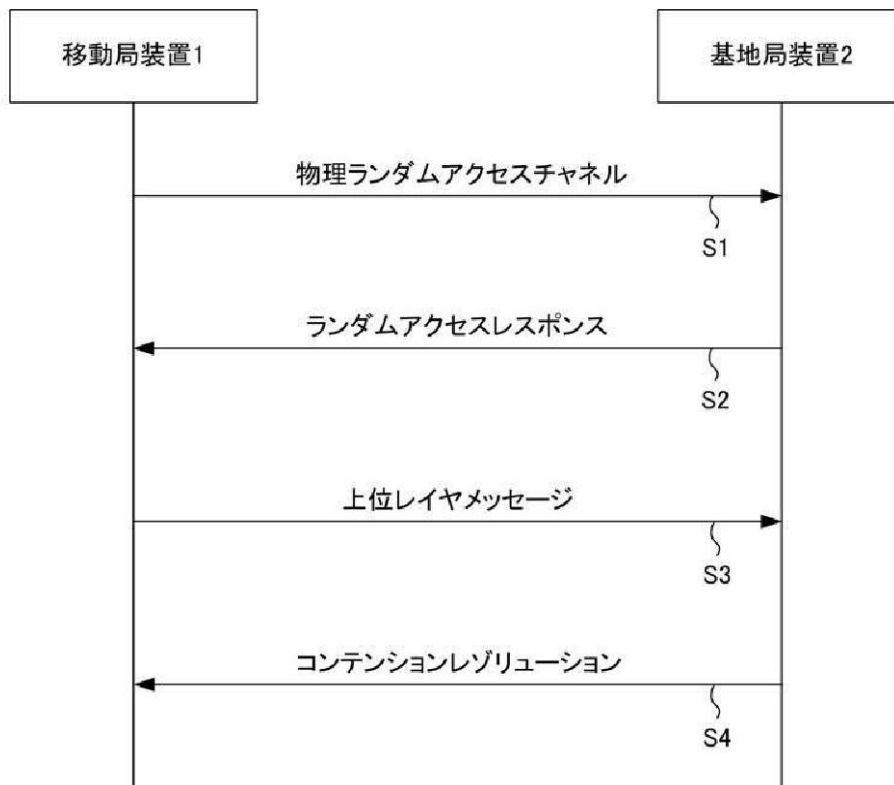 移動局装置1
基地局装置2
物理ランダムアクセスチャネル
S1
ランダムアクセスレスポンス
S2
上位レイヤメッセージ
S3
コンテンションレゾリューション
S4